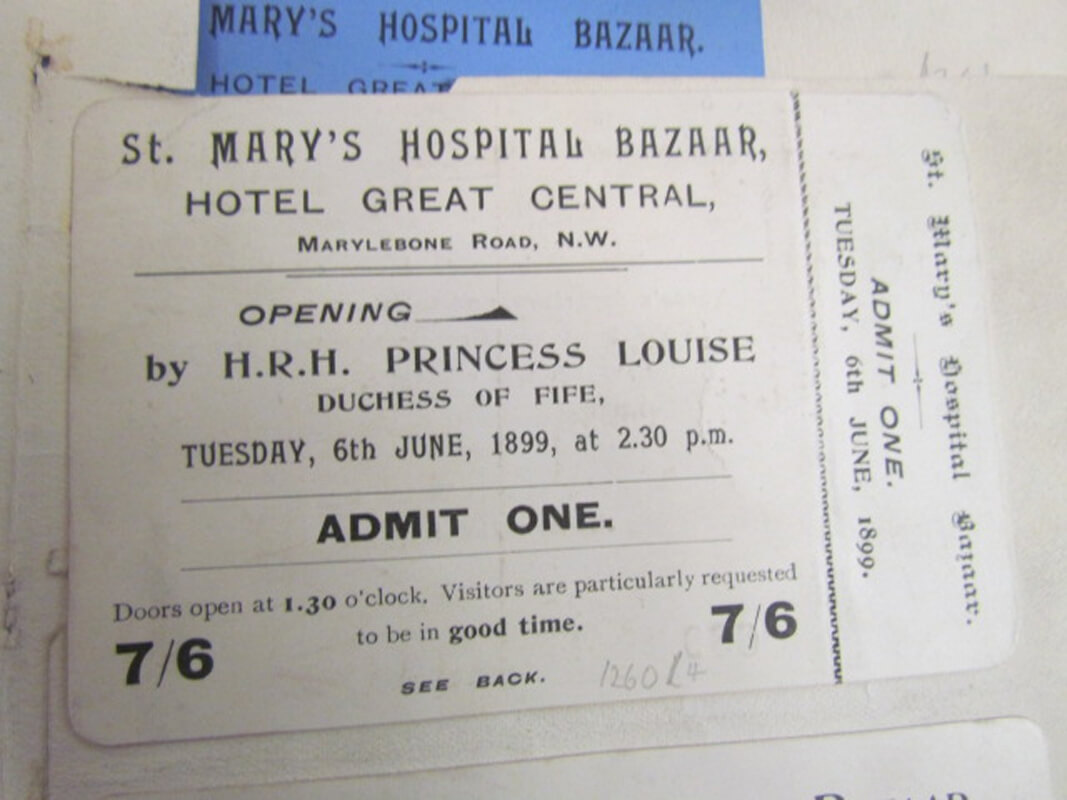 MARY'S HOSPITAL BAZAAR.
HOTEL GREAT
St. MARY'S HOSPITAL BAZAAR,
HOTEL GREAT CENTRAL,
MARYLEBONE ROAD, N.W.
OPENING
by H.R.H. PRINCESS LOUISE
DUCHESS OF FIFE,
TUESDAY, 6th JUNE, 1899, at 2.30 p.m.
ADMIT ONE.
Doors open at 1.30 o'clock. Visitors are particularly requested
to be in good time.
7/6 7/6
SEE BACK.
St. Mary's Hospital Bazaar.
ADMIT ONE.
TUESDAY, 6th JUNE, 1899.